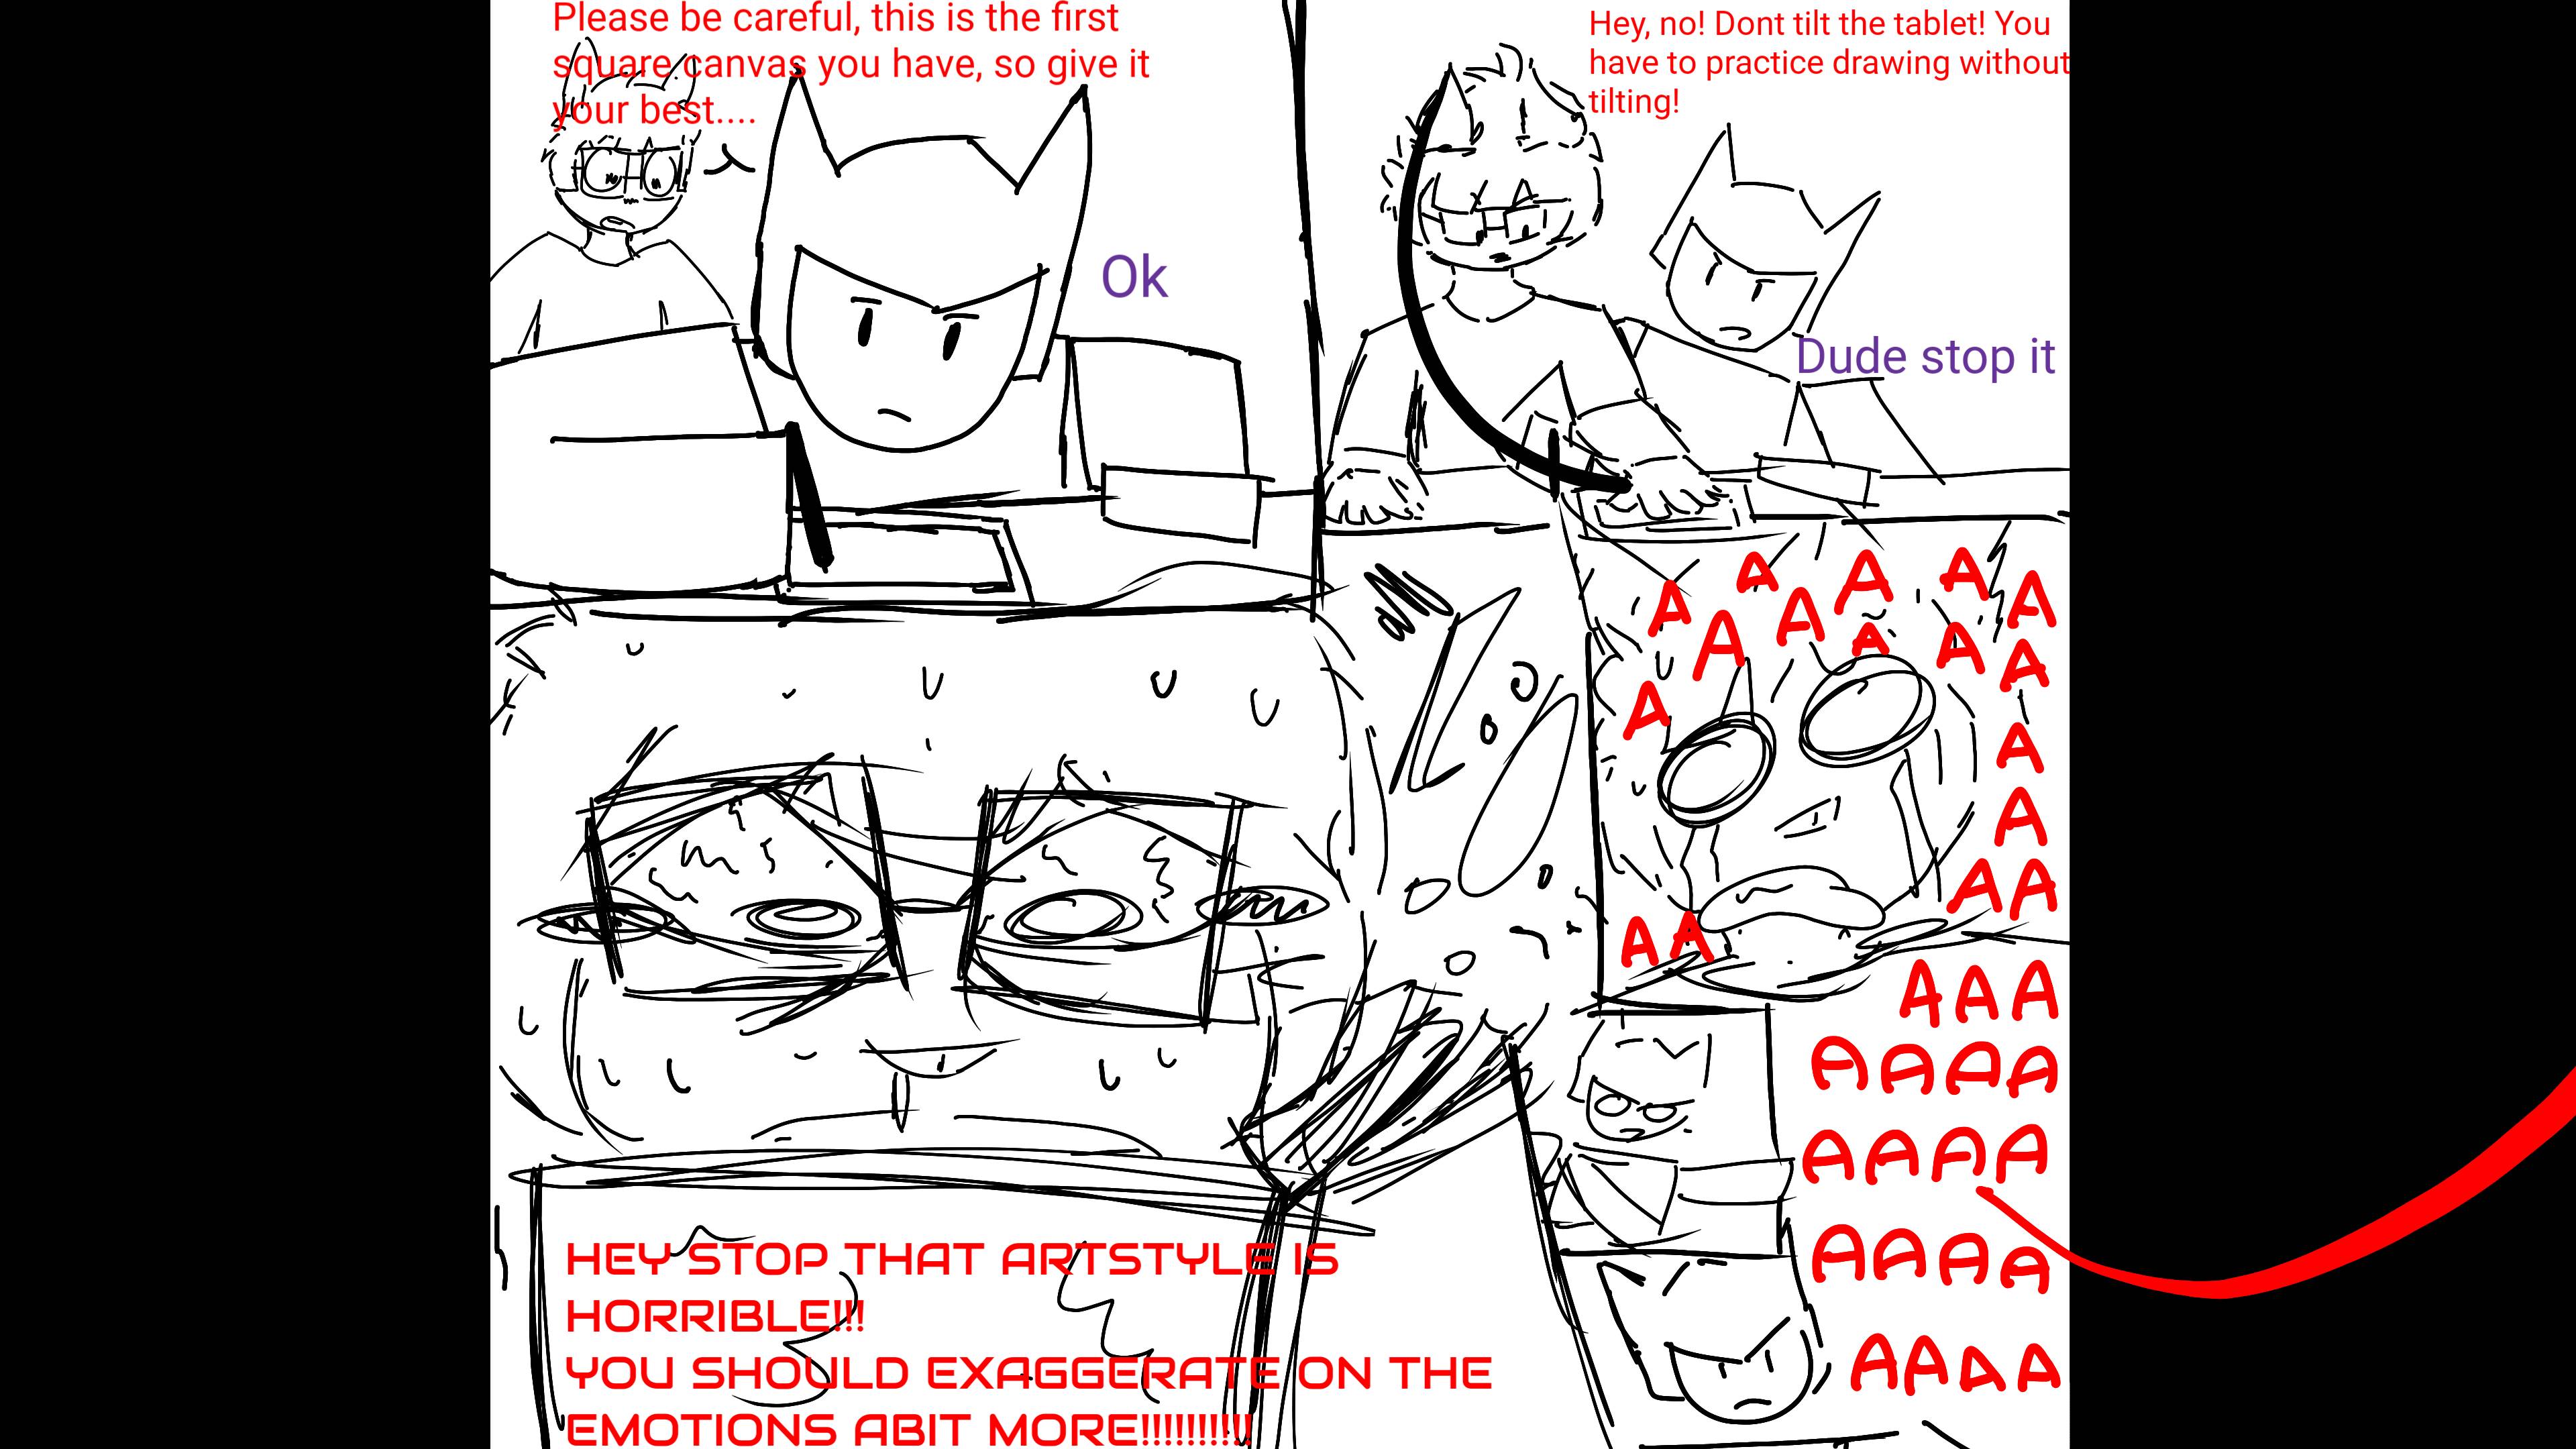 Please be careful, this is the first
square canvas you have, so give it
your best....
Ok
Hey, no! Dont tilt the tablet! You
have to practice drawing without
tilting!
Dude stop it
HEY STOP THAT ARTSTYLE IS
HORRIBLE!!!
YOU SHOULD EXAGGERATE ON THE
EMOTIONS ABIT MORE!!!!!!!!!!
A A A A A
A A A A A
A A
A
AA
AA
AAA
AAAA
AAAA
AAAA
AAAA